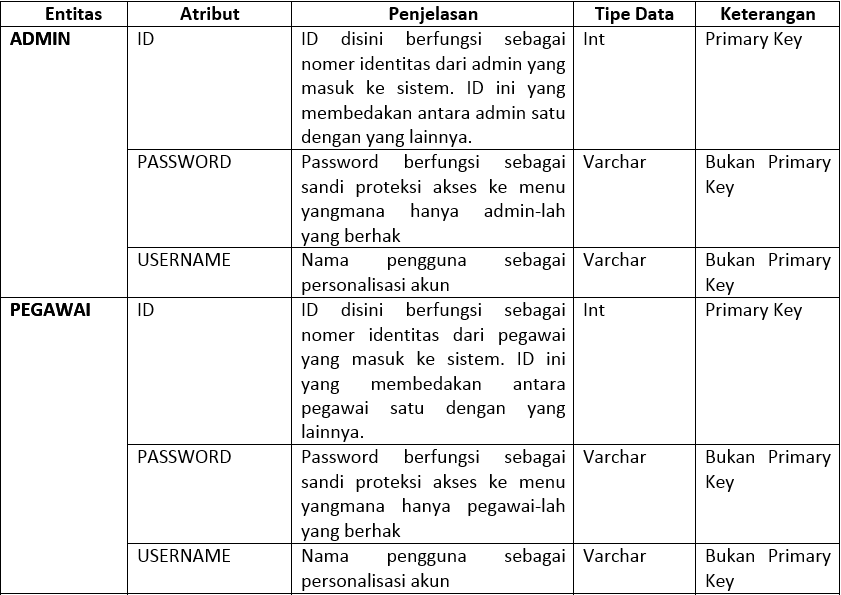 Entitas Atribut Penjelasan Tipe Data Keterangan
ADMIN ID ID disini berfungsi sebagai Int Primary Key
nomer identitas dari admin yang
masuk ke sistem. ID ini yang
membedakan antara admin satu
dengan yang lainnya.
PASSWORD Password berfungsi sebagai Varchar Bukan Primary
sandi proteksi akses ke menu Key
yangmana hanya admin-lah
yang berhak
USERNAME Nama pengguna sebagai Varchar Bukan Primary
personalisasi akun Key
PEGAWAI ID ID disini berfungsi sebagai Int Primary Key
nomer identitas dari pegawai
yang masuk ke sistem. ID ini
yang membedakan antara
pegawai satu dengan yang
lainnya.
PASSWORD Password berfungsi sebagai Varchar Bukan Primary
sandi proteksi akses ke menu Key
yangmana hanya pegawai-lah
yang berhak
USERNAME Nama pengguna sebagai Varchar Bukan Primary
personalisasi akun Key